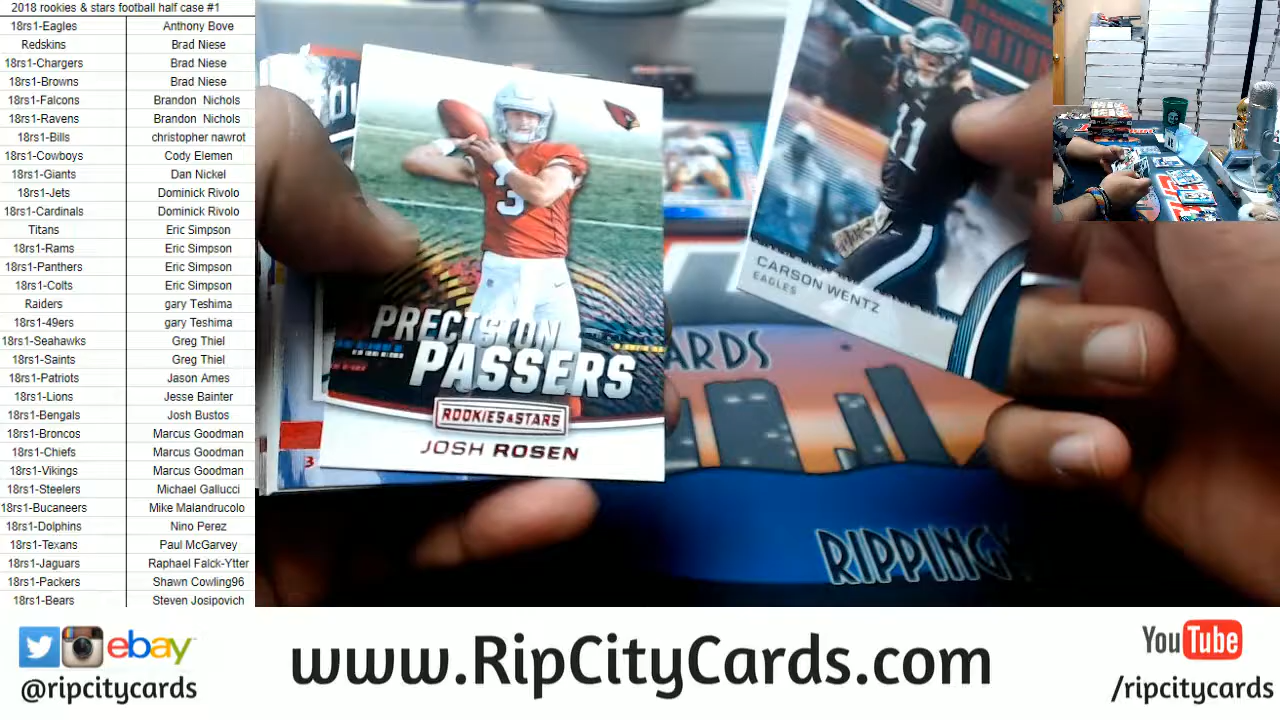 2018 rookies & stars football half case #1
18rs1-Eagles Anthony Bove
Redskins Brad Niese
18rs1-Chargers Brad Niese
18rs1-Browns Brad Niese
18rs1-Falcons Brandon Nichols
18rs1-Ravens Brandon Nichols
18rs1-Bills christopher nawrot
18rs1-Cowboys Cody Elemen
18rs1-Giants Dan Nickel
18rs1-Jets Dominick Rivolo
18rs1-Cardinals Dominick Rivolo
Titans Eric Simpson
18rs1-Rams Eric Simpson
18rs1-Panthers Eric Simpson
18rs1-Colts Eric Simpson
Raiders gary Teshima
18rs1-49ers gary Teshima
18rs1-Seahawks Greg Thiel
18rs1-Saints Greg Thiel
18rs1-Patriots Jason Ames
18rs1-Lions Jesse Bainter
18rs1-Bengals Josh Bustos
18rs1-Broncos Marcus Goodman
18rs1-Chiefs Marcus Goodman
18rs1-Vikings Marcus Goodman
18rs1-Steelers Michael Gallucci
18rs1-Bucaneers Mike Malandrucolo
18rs1-Dolphins Nino Perez
18rs1-Texans Paul McGarvey
18rs1-Jaguars Raphael Falck-Ytter
18rs1-Packers Shawn Cowling96
18rs1-Bears Steven Josipovich
3
PRECISION
PASSERS
ROOKIES & STARS
JOSH ROSEN
3
11
CARSON WENTZ
EAGLES
ARDS
RIPPING
ebay
@ripcitycards
www.RipCityCards.com
YouTube
/ripcitycards